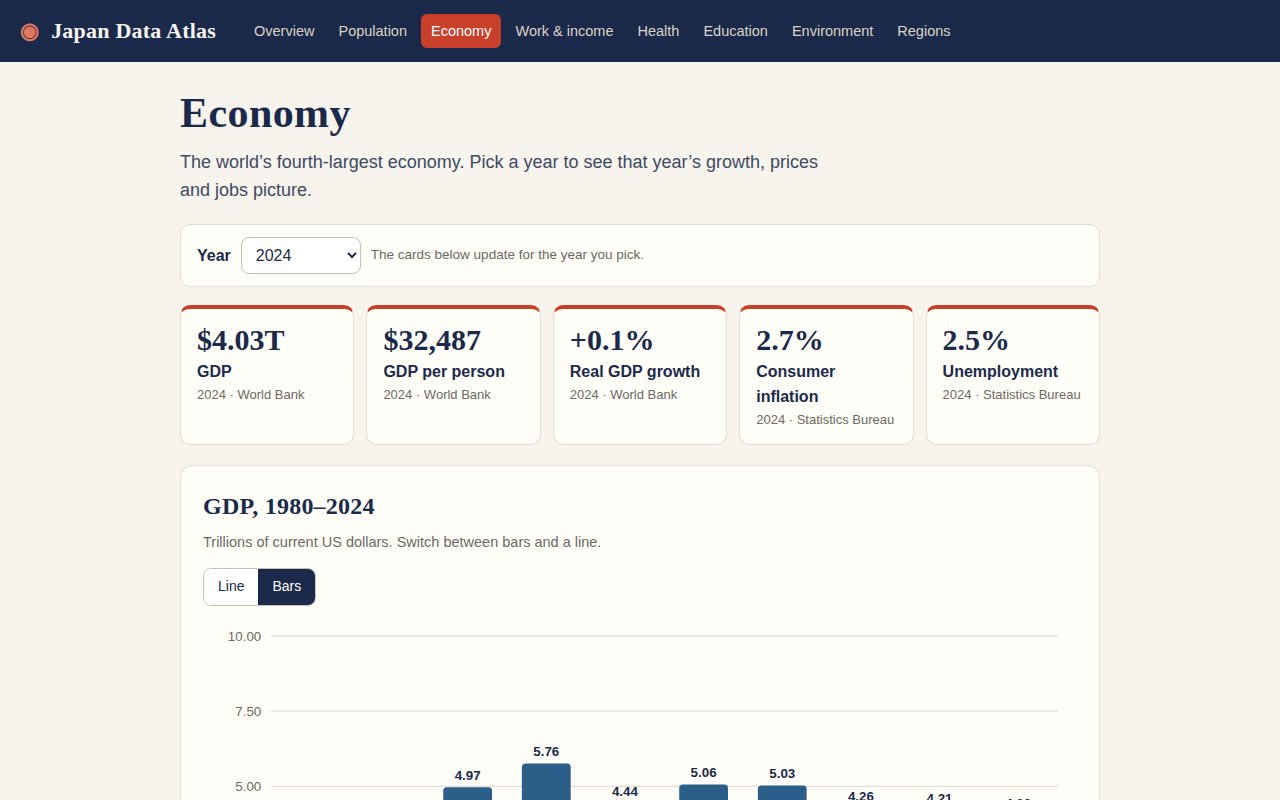 Japan Data Atlas
Overview
Population
Economy
Work & income
Health
Education
Environment
Regions
Economy
The world’s fourth-largest economy. Pick a year to see that year’s growth, prices
and jobs picture.
Year
2024
The cards below update for the year you pick.
$4.03T
GDP
2024 · World Bank
$32,487
GDP per person
2024 · World Bank
+0.1%
Real GDP growth
2024 · World Bank
2.7%
Consumer
inflation
2024 · Statistics Bureau
2.5%
Unemployment
2024 · Statistics Bureau
GDP, 1980–2024
Trillions of current US dollars. Switch between bars and a line.
Line
Bars
10.00
7.50
5.00
4.97
5.76
4.44
5.06
5.03
4.26
4.21